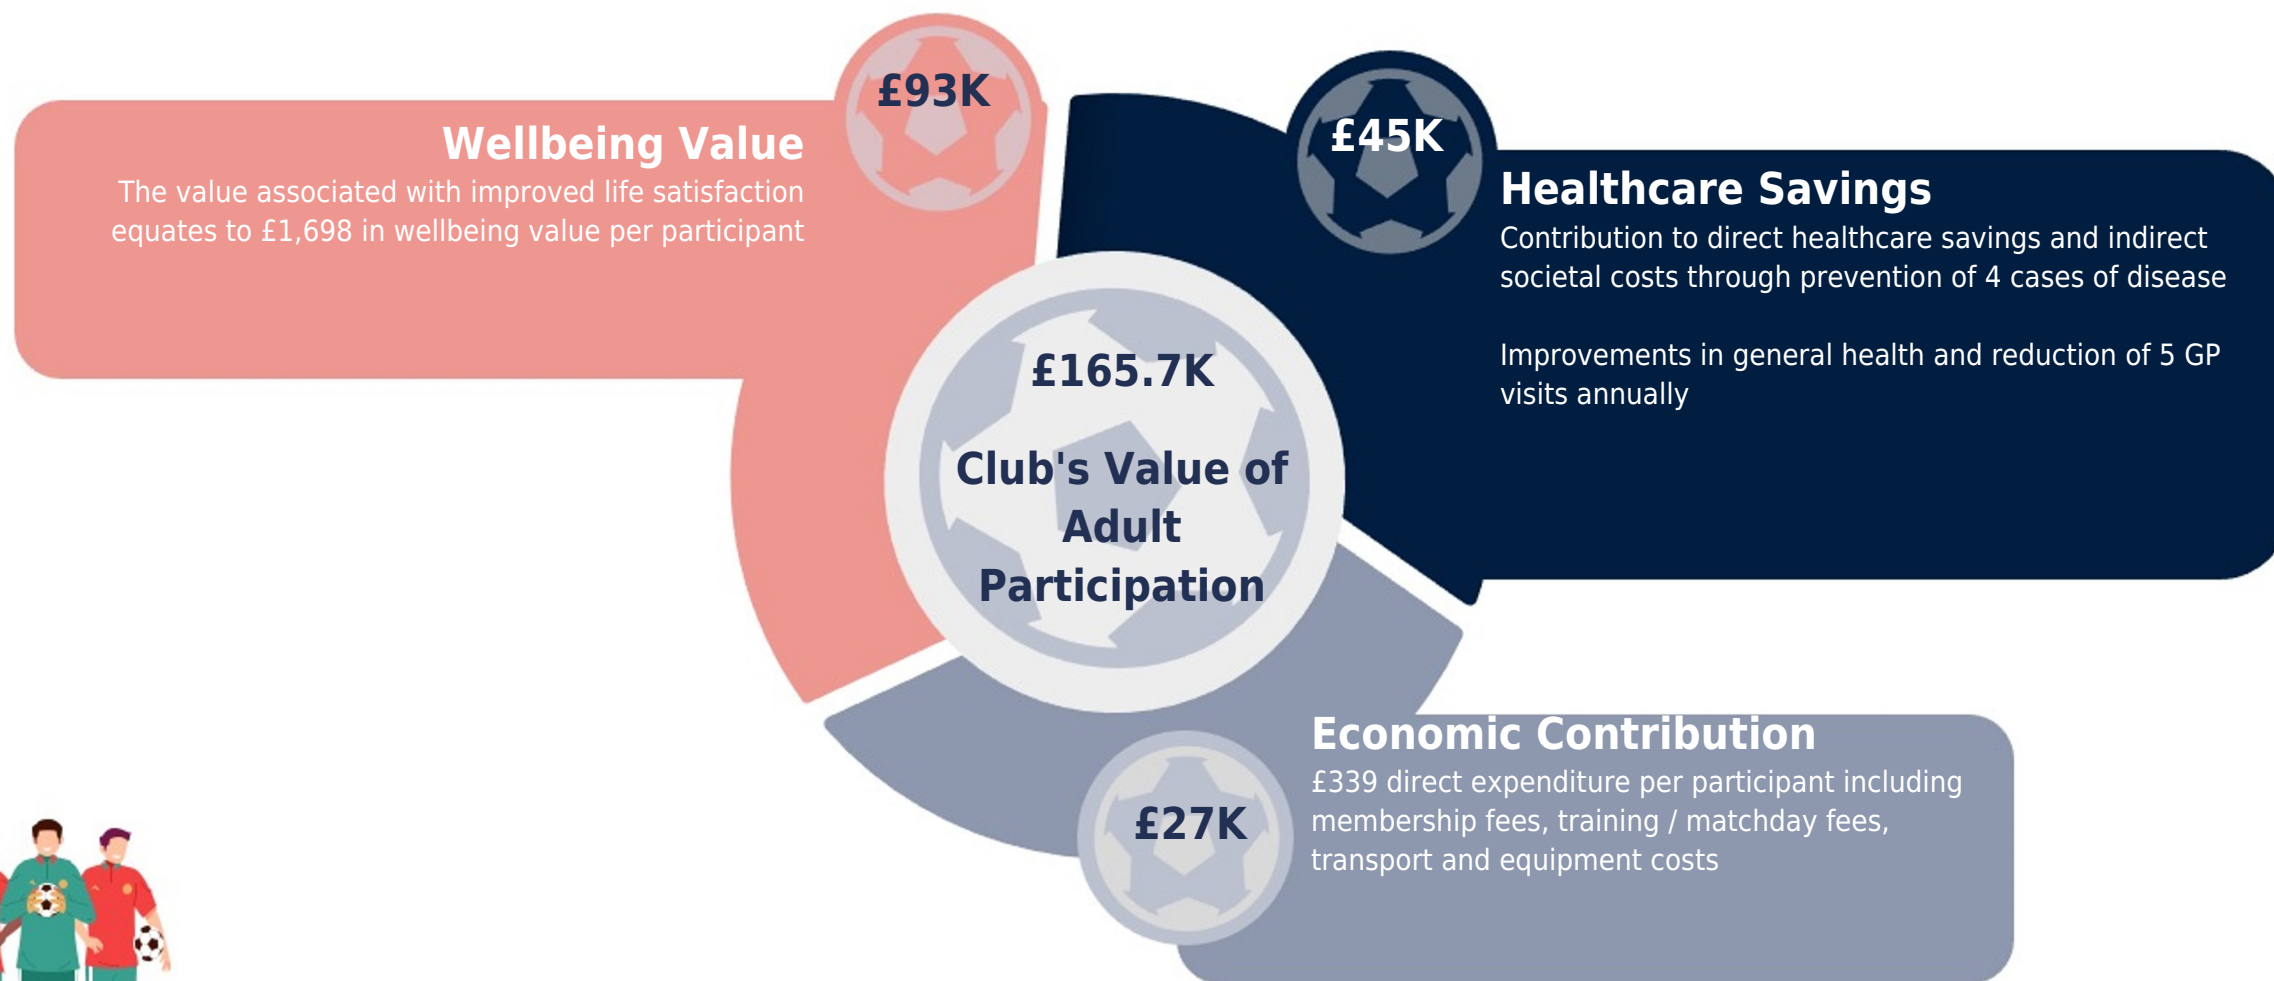 £93K
Wellbeing Value
The value associated with improved life satisfaction
equates to £1,698 in wellbeing value per participant
£45K
Healthcare Savings
Contribution to direct healthcare savings and indirect
societal costs through prevention of 4 cases of disease
Improvements in general health and reduction of 5 GP
visits annually
£165.7K
Club's Value of
Adult
Participation
Economic Contribution
£339 direct expenditure per participant including
membership fees, training / matchday fees,
transport and equipment costs
£27K